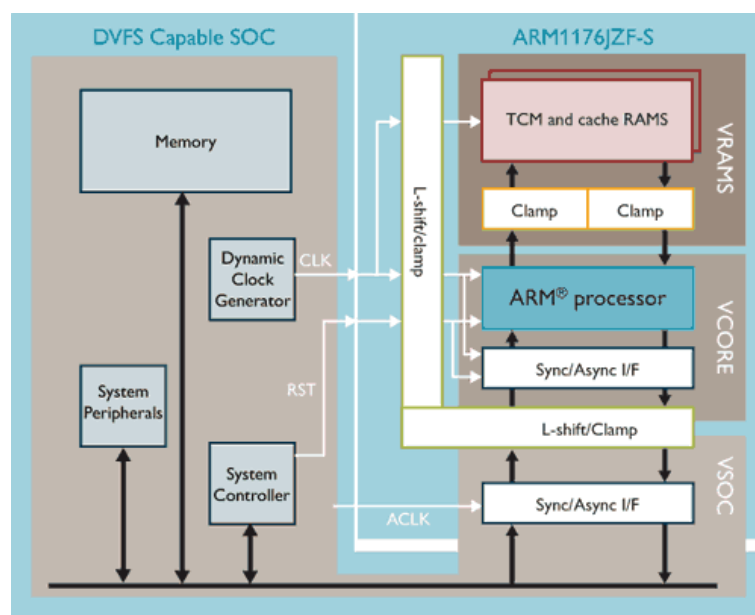 DVFS Capable SOC
ARM1176JZF-S
Memory
Dynamic
Clock
Generator
CLK
System
Peripherals
RST
System
Controller
ACLK
L-shift/clamp
TCM and cache RAMS
Clamp
Clamp
VRAMS
ARM® processor
Sync/Async I/F
VCORE
L-shift/Clamp
Sync/Async I/F
VSOC